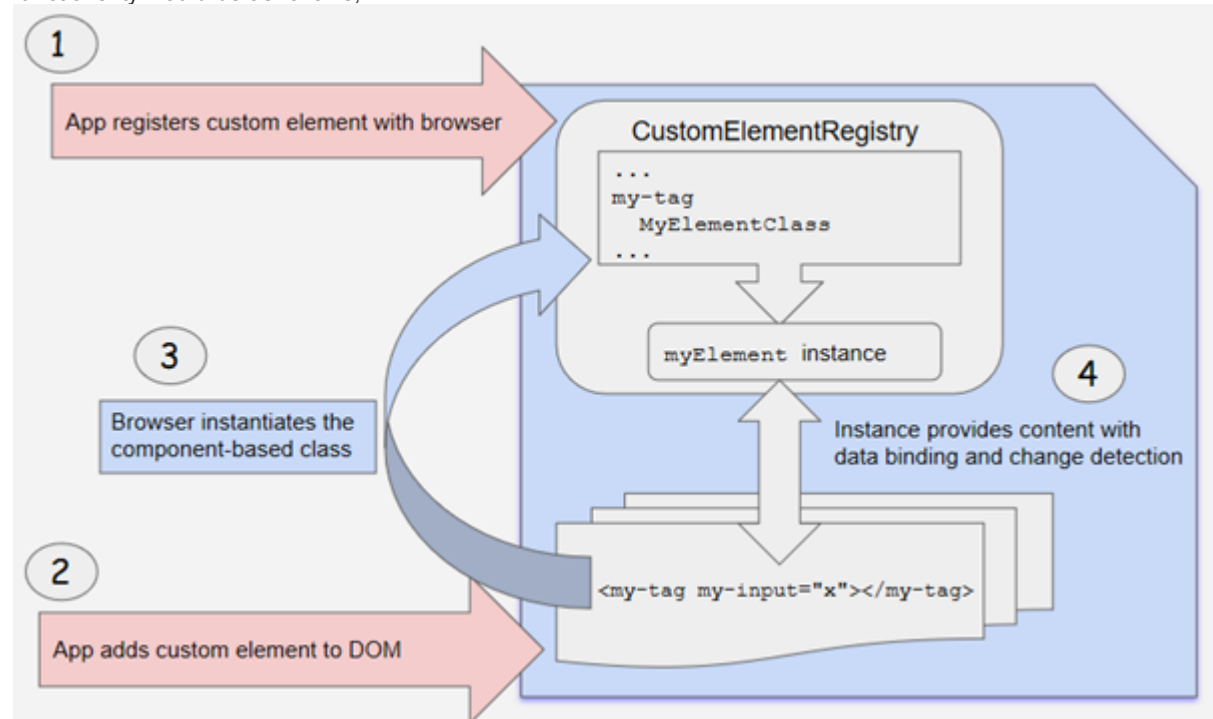 1
App registers custom element with browser
CustomElementRegistry
...
my-tag
MyElementClass
...
myElement instance
3
Browser instantiates the
component-based class
4
Instance provides content with
data binding and change detection
2
<my-tag my-input="x"></my-tag>
App adds custom element to DOM